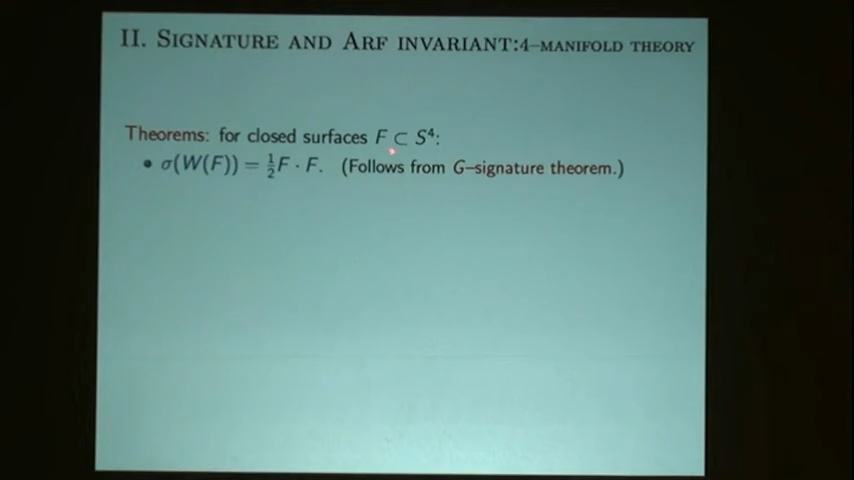 II. Signature and Arf invariant:4–manifold theory
Theorems: for closed surfaces F ⊂ S⁴:
• σ(W(F)) = ½F · F. (Follows from G–signature theorem.)